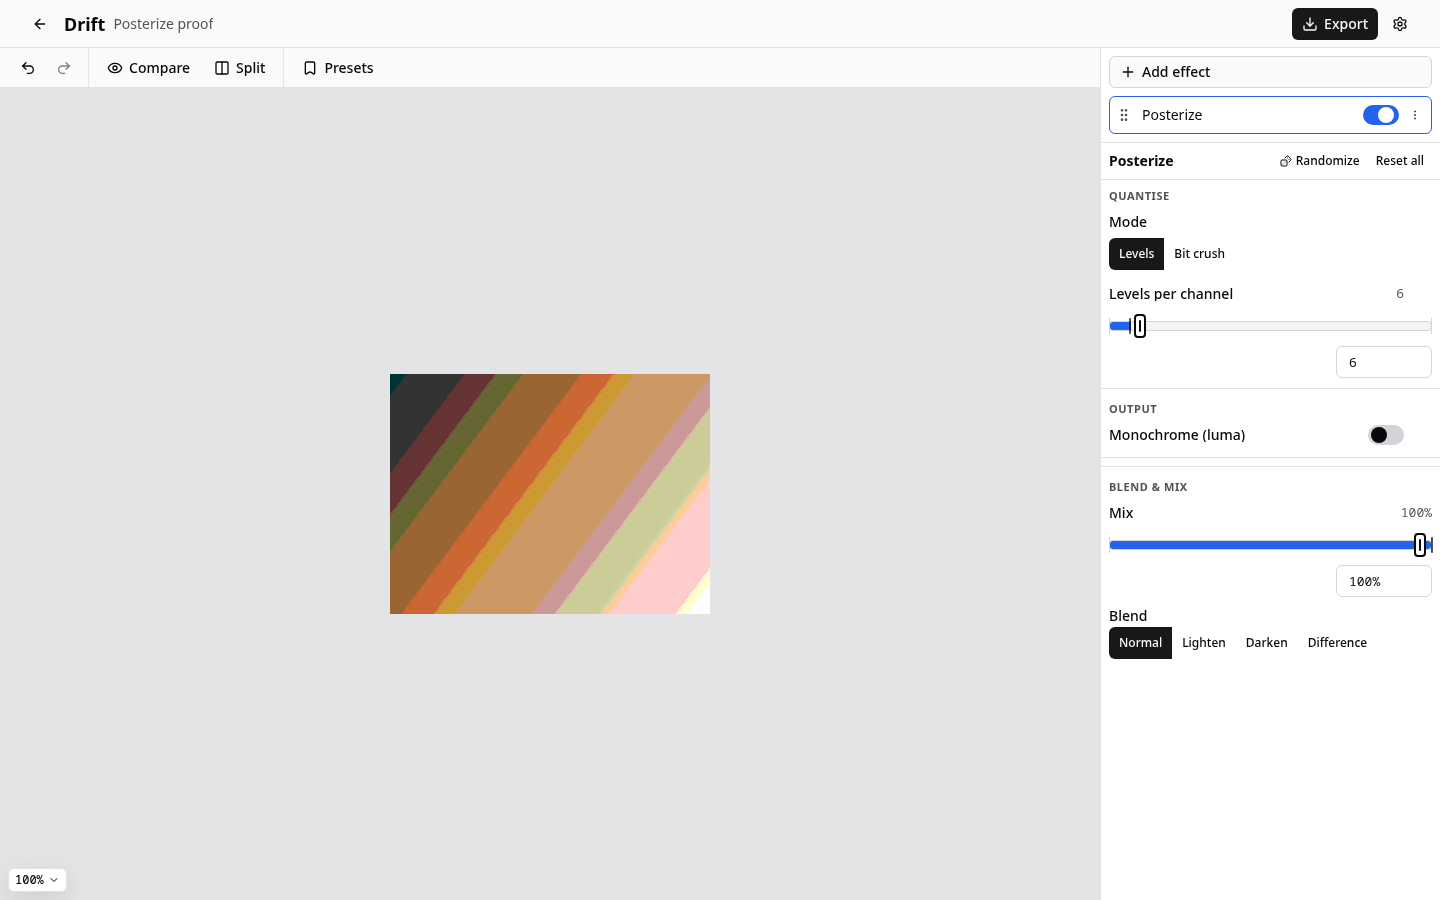 Drift Posterize proof
Export
Compare Split Presets
Add effect
Posterize
Posterize Randomize Reset all
QUANTISE
Mode
Levels Bit crush
Levels per channel 6
6
OUTPUT
Monochrome (luma)
BLEND & MIX
Mix 100%
100%
Blend
Normal Lighten Darken Difference
100%